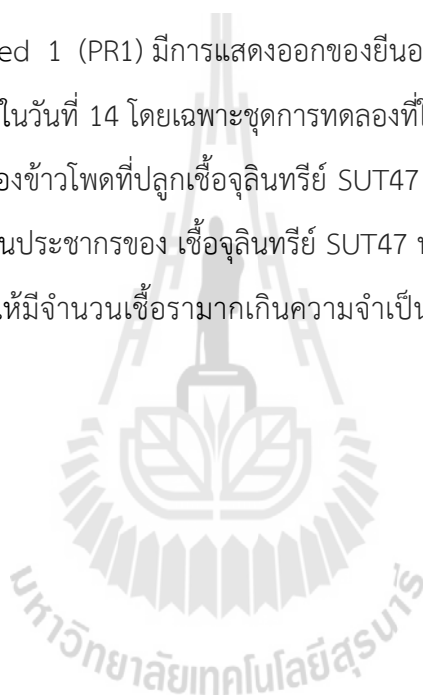 ed 1 (PR1) มีการแสดงออกของยีนอ
ในวันที่ 14 โดยเฉพาะชุดการทดลองที่
องข้าวโพดที่ปลูกเชื้อจุลินทรีย์ SUT47
นประชากรของ เชื้อจุลินทรีย์ SUT47
ห้มีจำนวนเชื้อรามากเกินความจำเป็น
มหาวิทยาลัยเทคโนโลยีสุรนารี